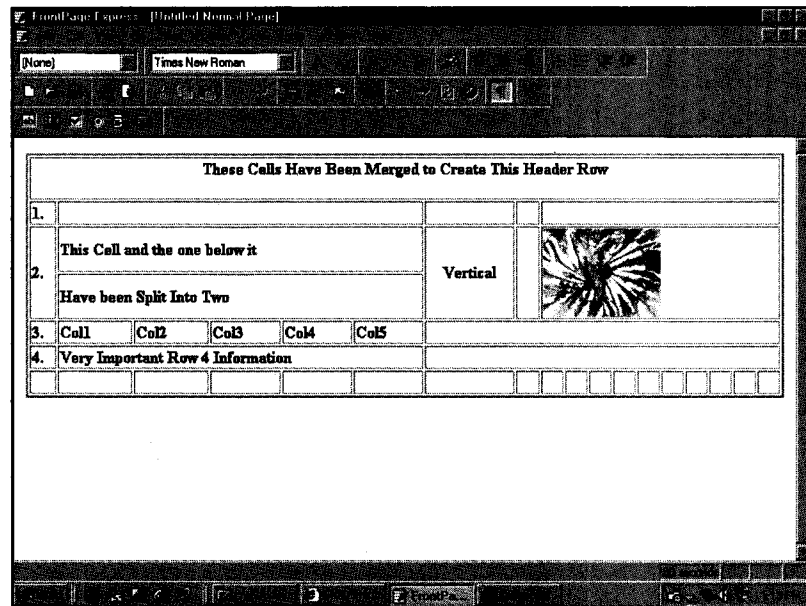 FrontPage Express - [Untitled Normal Page]
(None)
Times New Roman
These Cells Have Been Merged to Create This Header Row
1.
2.
This Cell and the one below it
Have been Split Into Two
Vertical
3.
Col1
Col2
Col3
Col4
Col5
4.
Very Important Row 4 Information
FrontPa...